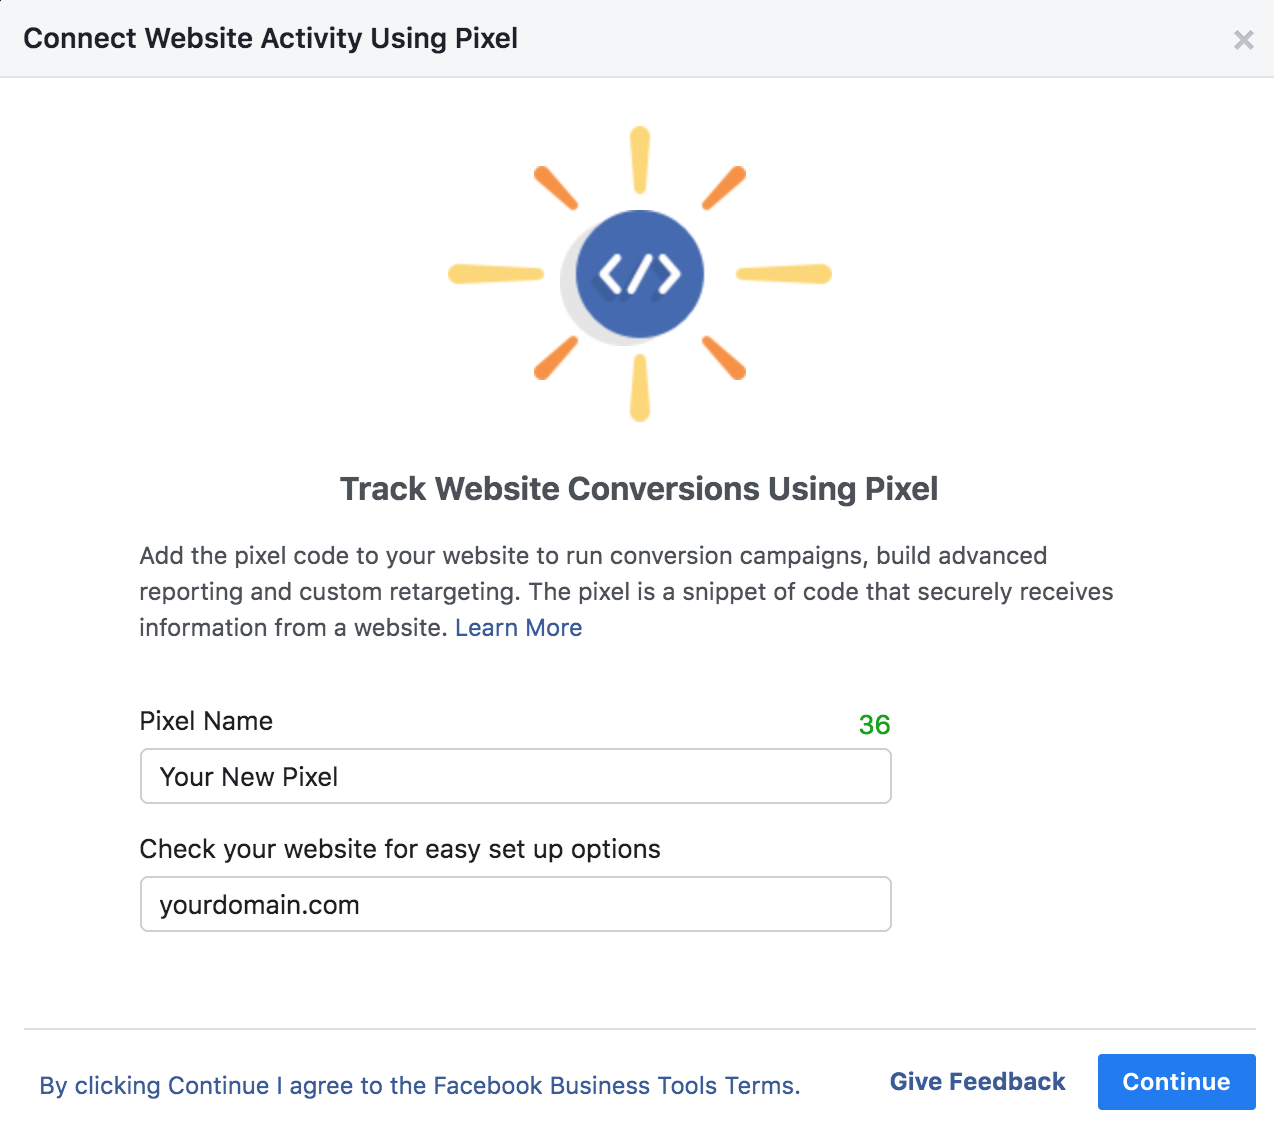 Connect Website Activity Using Pixel
×
</>
Track Website Conversions Using Pixel
Add the pixel code to your website to run conversion campaigns, build advanced
reporting and custom retargeting. The pixel is a snippet of code that securely receives
information from a website. Learn More
Pixel Name 36
Your New Pixel
Check your website for easy set up options
yourdomain.com
By clicking Continue I agree to the Facebook Business Tools Terms. Give Feedback Continue